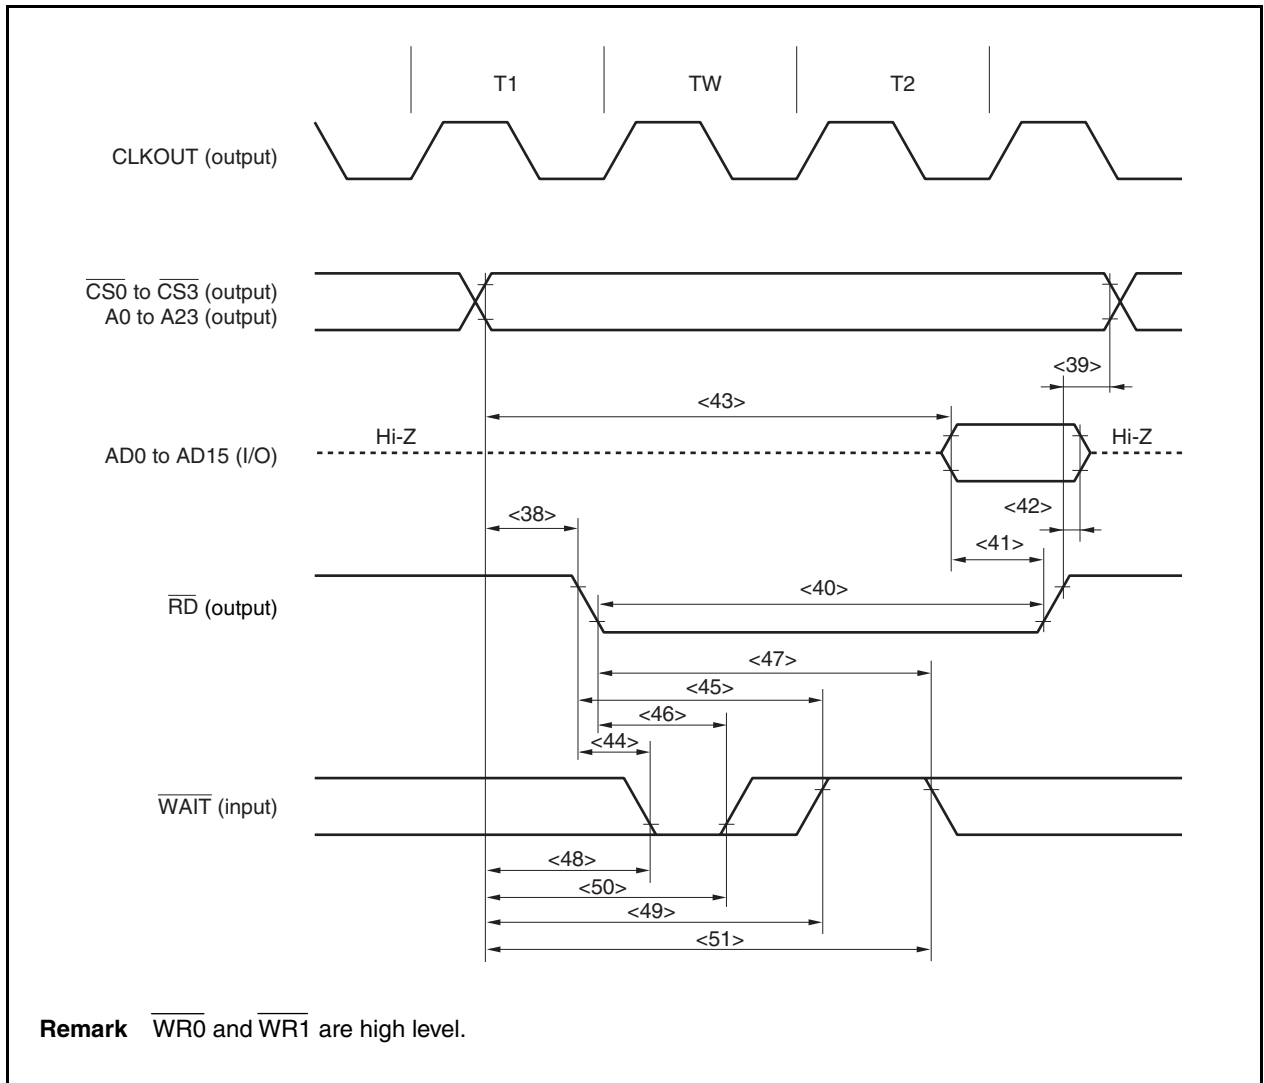 T1 TW T2
CLKOUT (output)
CS0 to CS3 (output)
A0 to A23 (output)
<39>
<43>
Hi-Z Hi-Z
AD0 to AD15 (I/O)
<42>
<38>
<41>
<40>
RD (output)
<47>
<45>
<46>
<44>
WAIT (input)
<48>
<50>
<49>
<51>
Remark WR0 and WR1 are high level.